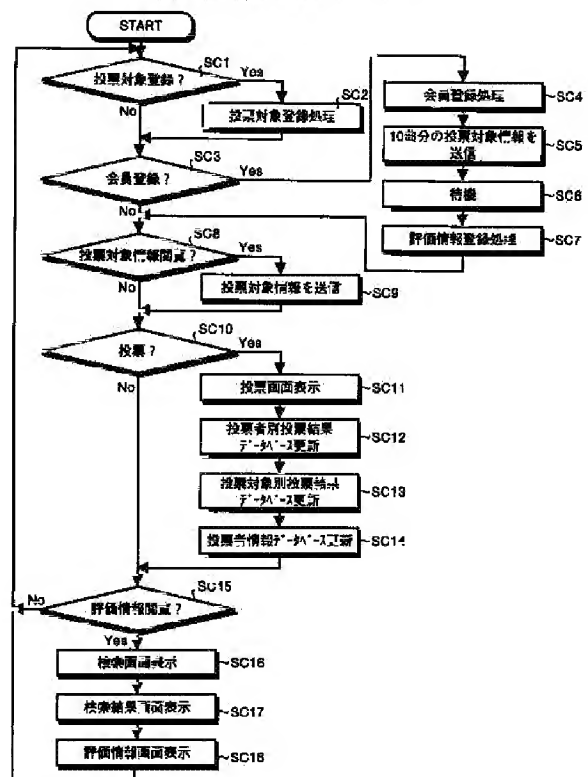 START
SC1
投票対象登録？
Yes
No
SC2
投票対象登録処理
SC3
会員登録？
Yes
No
会員登録処理
SC4
10曲分の投票対象情報を
送信
SC5
待機
SC6
評価情報登録処理
SC7
SC8
投票対象情報閲覧？
Yes
No
投票対象情報を送信
SC9
SC10
投票？
Yes
No
投票画面表示
SC11
投票者別投票結果
データベース更新
SC12
投票対象別投票結果
データベース更新
SC13
投票者情報データベース更新
SC14
SC15
評価情報閲覧？
No
Yes
検索画面表示
SC16
検索結果画面表示
SC17
評価情報画面表示
SC18